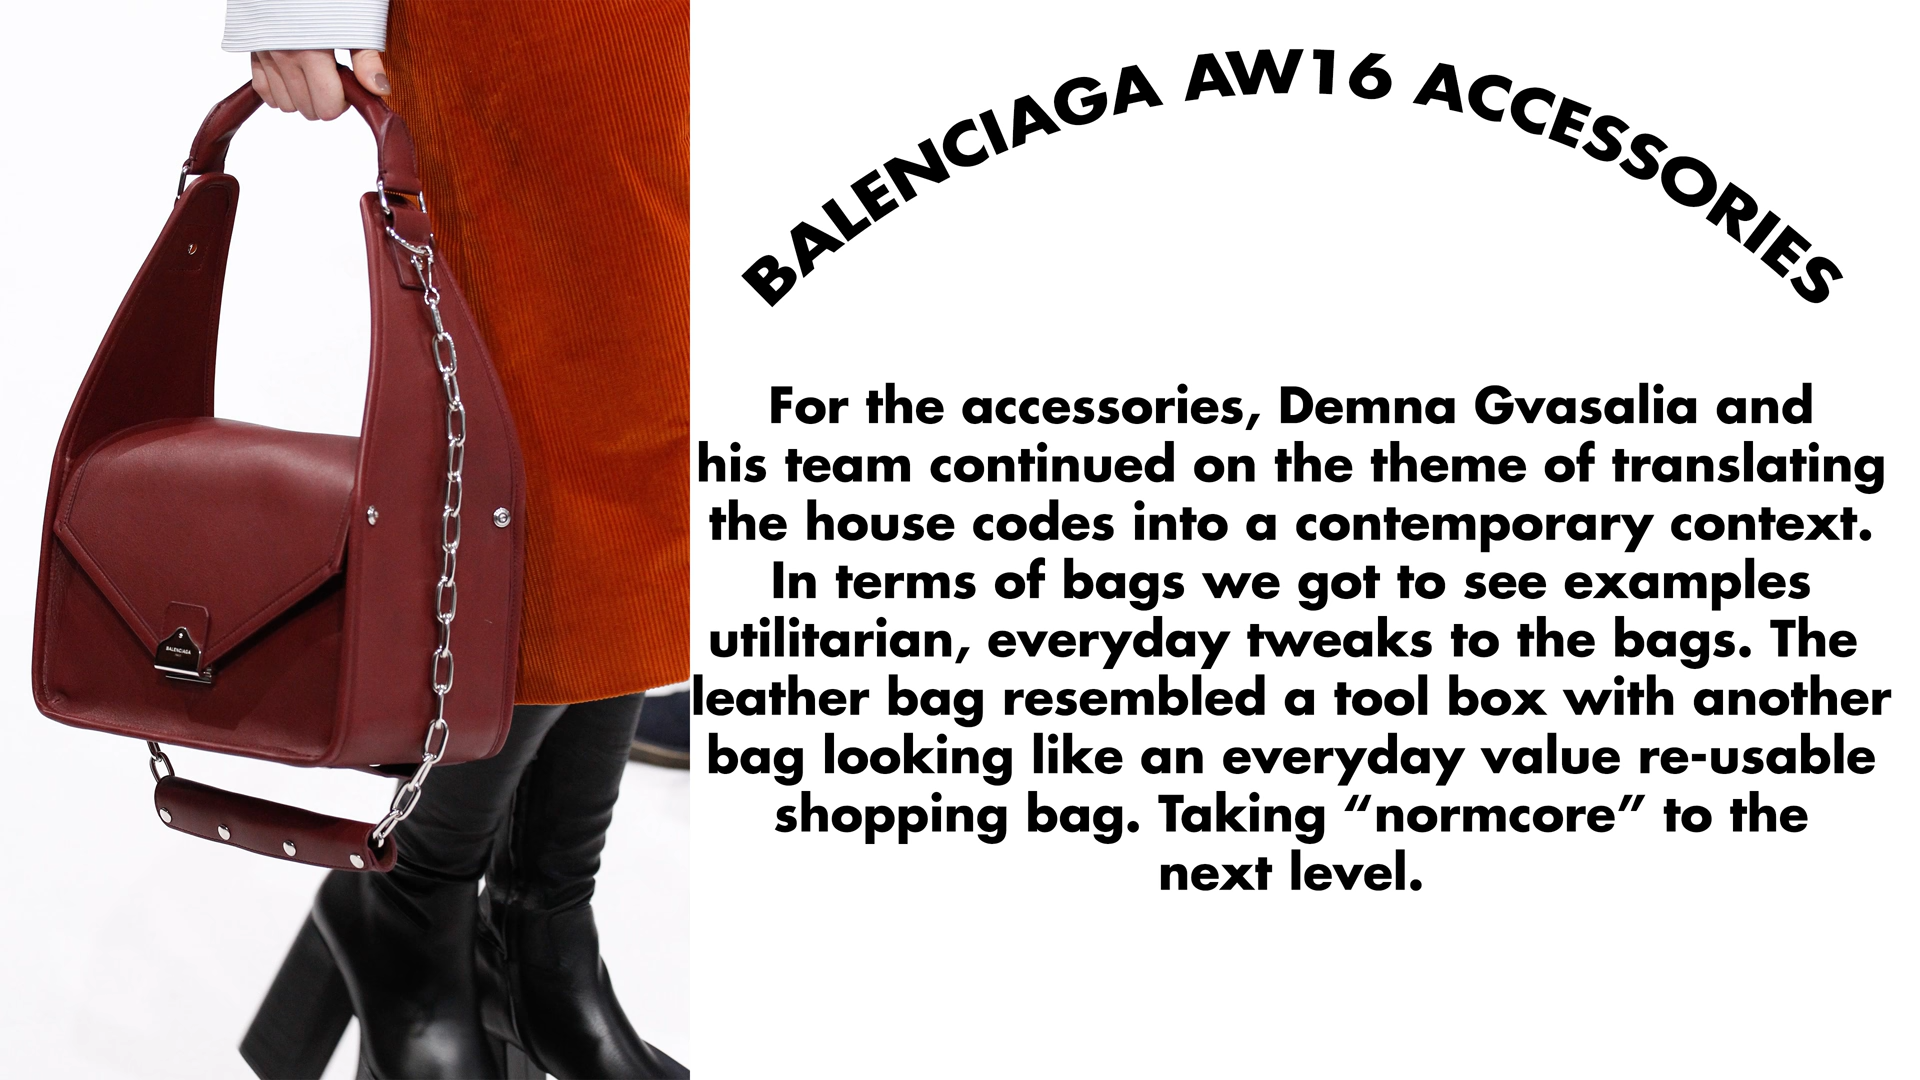 BALENCIAGA AW16 ACCESSORIES
For the accessories, Demna Gvasalia and
his team continued on the theme of translating
the house codes into a contemporary context.
In terms of bags we got to see examples
utilitarian, everyday tweaks to the bags. The
leather bag resembled a tool box with another
bag looking like an everyday value re-usable
shopping bag. Taking “normcore” to the
next level.
BALENCIAGA